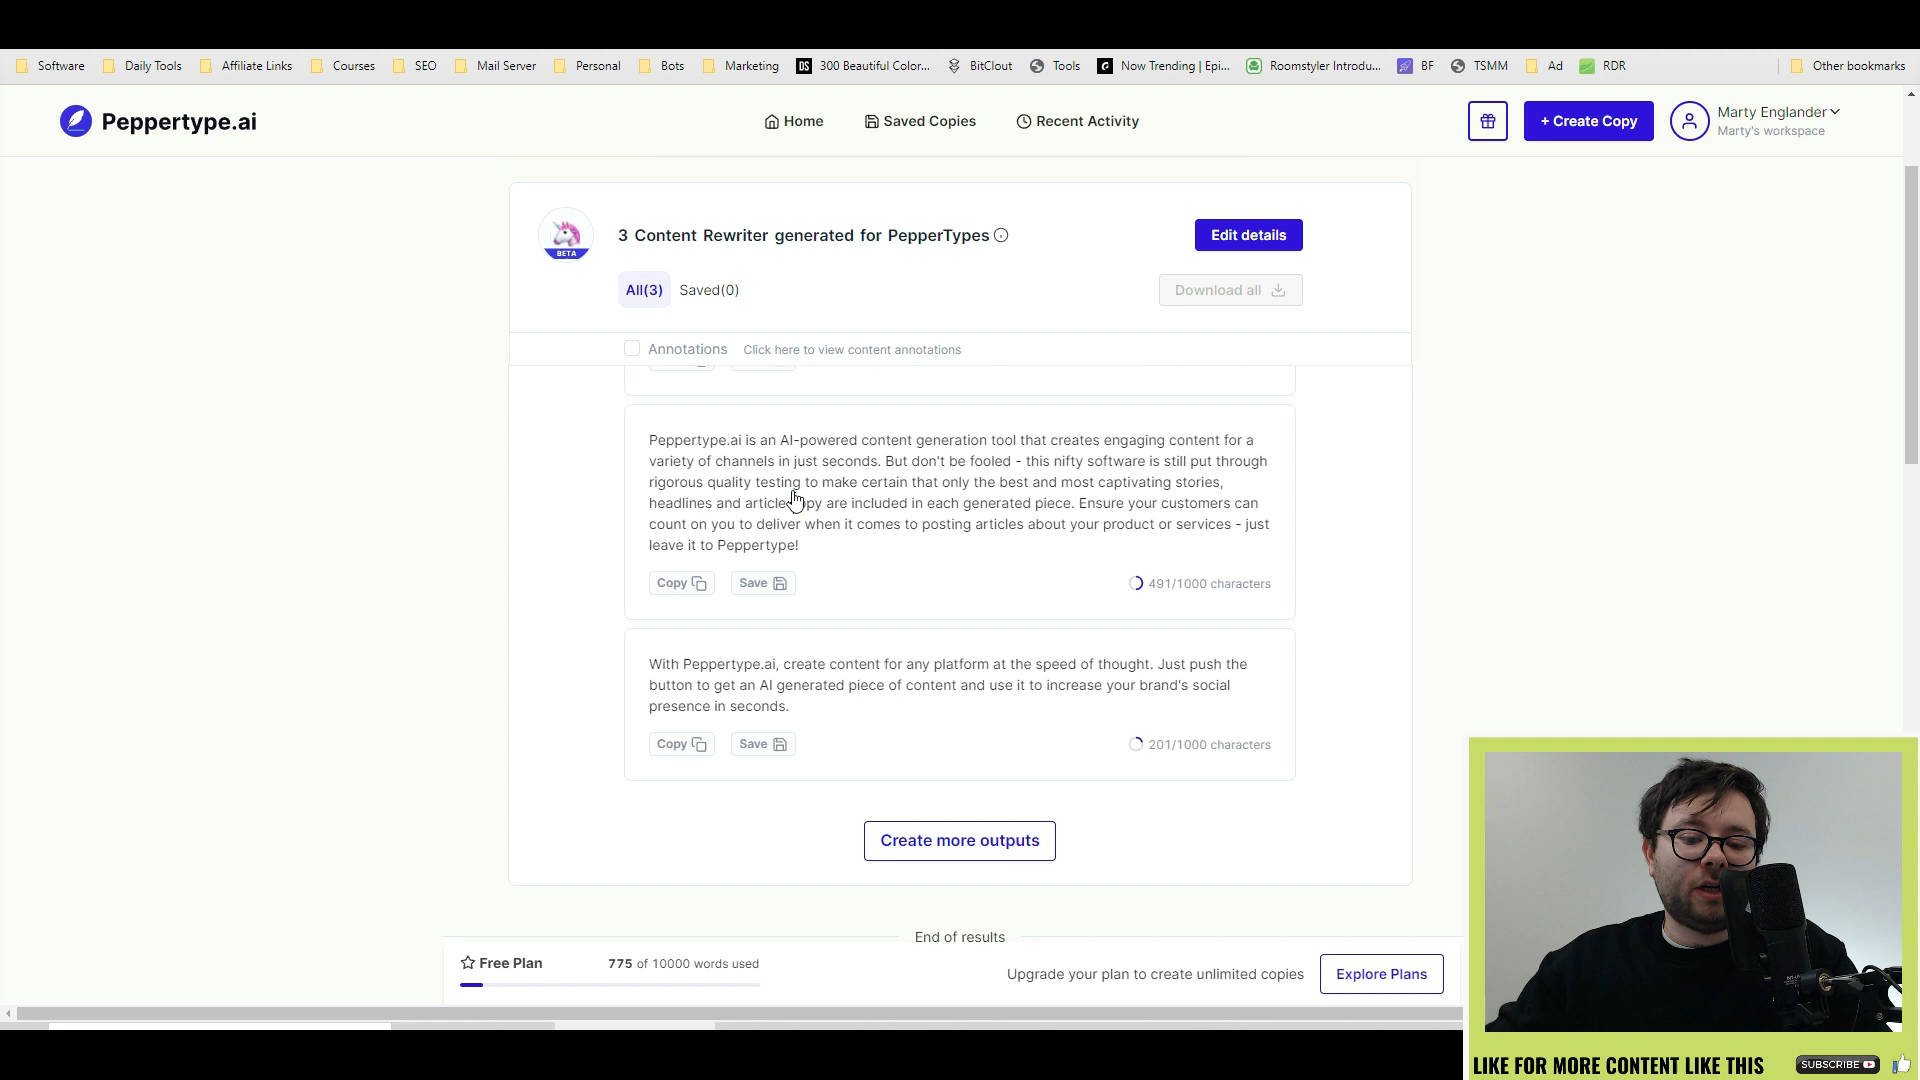 Software Daily Tools Affiliate Links Courses SEO Mail Server Personal Bots Marketing DS 300 Beautiful Color... BitClout Tools Now Trending | Epi... Roomstyler Introdu... BF TSMM Ad RDR Other bookmarks
Peppertype.ai
Home Saved Copies Recent Activity
+ Create Copy
Marty Englander
Marty's workspace
BETA
3 Content Rewriter generated for PepperTypes
Edit details
All(3) Saved(0)
Download all
Annotations Click here to view content annotations
Peppertype.ai is an AI-powered content generation tool that creates engaging content for a
variety of channels in just seconds. But don't be fooled - this nifty software is still put through
rigorous quality testing to make certain that only the best and most captivating stories,
headlines and article py are included in each generated piece. Ensure your customers can
count on you to deliver when it comes to posting articles about your product or services - just
leave it to Peppertype!
Copy Save 491/1000 characters
With Peppertype.ai, create content for any platform at the speed of thought. Just push the
button to get an AI generated piece of content and use it to increase your brand's social
presence in seconds.
Copy Save 201/1000 characters
Create more outputs
End of results
Free Plan 775 of 10000 words used
Upgrade your plan to create unlimited copies Explore Plans
LIKE FOR MORE CONTENT LIKE THIS SUBSCRIBE